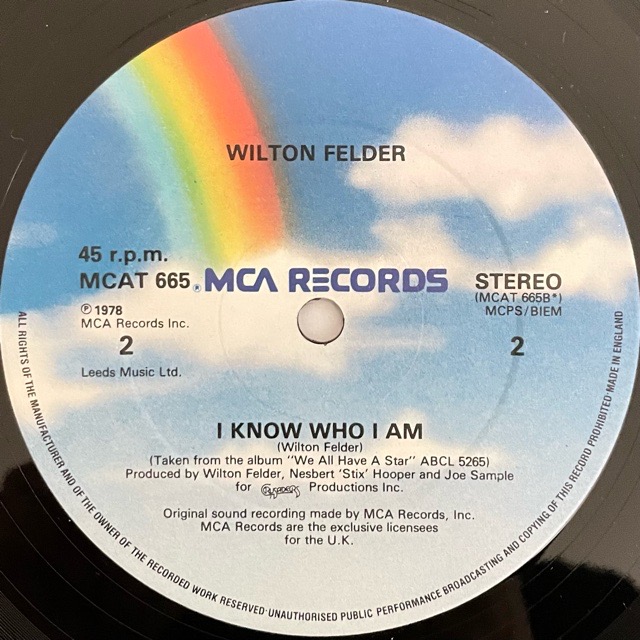 WILTON FELDER
45 r.p.m.
MCAT 665
® MCA RECORDS
STEREO
(MCAT 665B*)
MCPS/BIEM
℗ 1978
MCA Records Inc.
2
2
Leeds Music Ltd.
I KNOW WHO I AM
(Wilton Felder)
(Taken from the album "We All Have A Star" ABCL 5265)
Produced by Wilton Felder, Nesbert 'Stix' Hooper and Joe Sample
for Crusaders Productions Inc.
Original sound recording made by MCA Records, Inc.
MCA Records are the exclusive licensees
for the U.K.
ALL RIGHTS OF THE MANUFACTURER AND OF THE OWNER OF THE RECORDED WORK RESERVED·UNAUTHORISED PUBLIC PERFORMANCE BROADCASTING AND COPYING OF THIS RECORD PROHIBITED·MADE IN ENGLAND